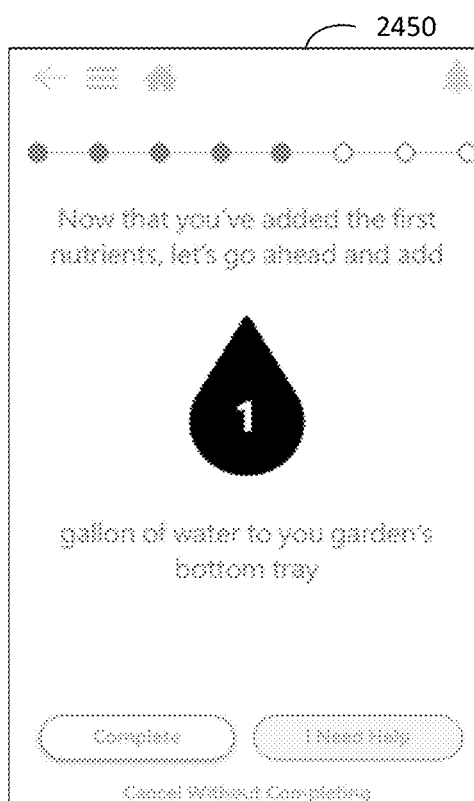 2450
Now that you've added the first
nutrients, let's go ahead and add
1
gallon of water to you garden's
bottom tray
Complete
I Need Help
Cancel Without Completing